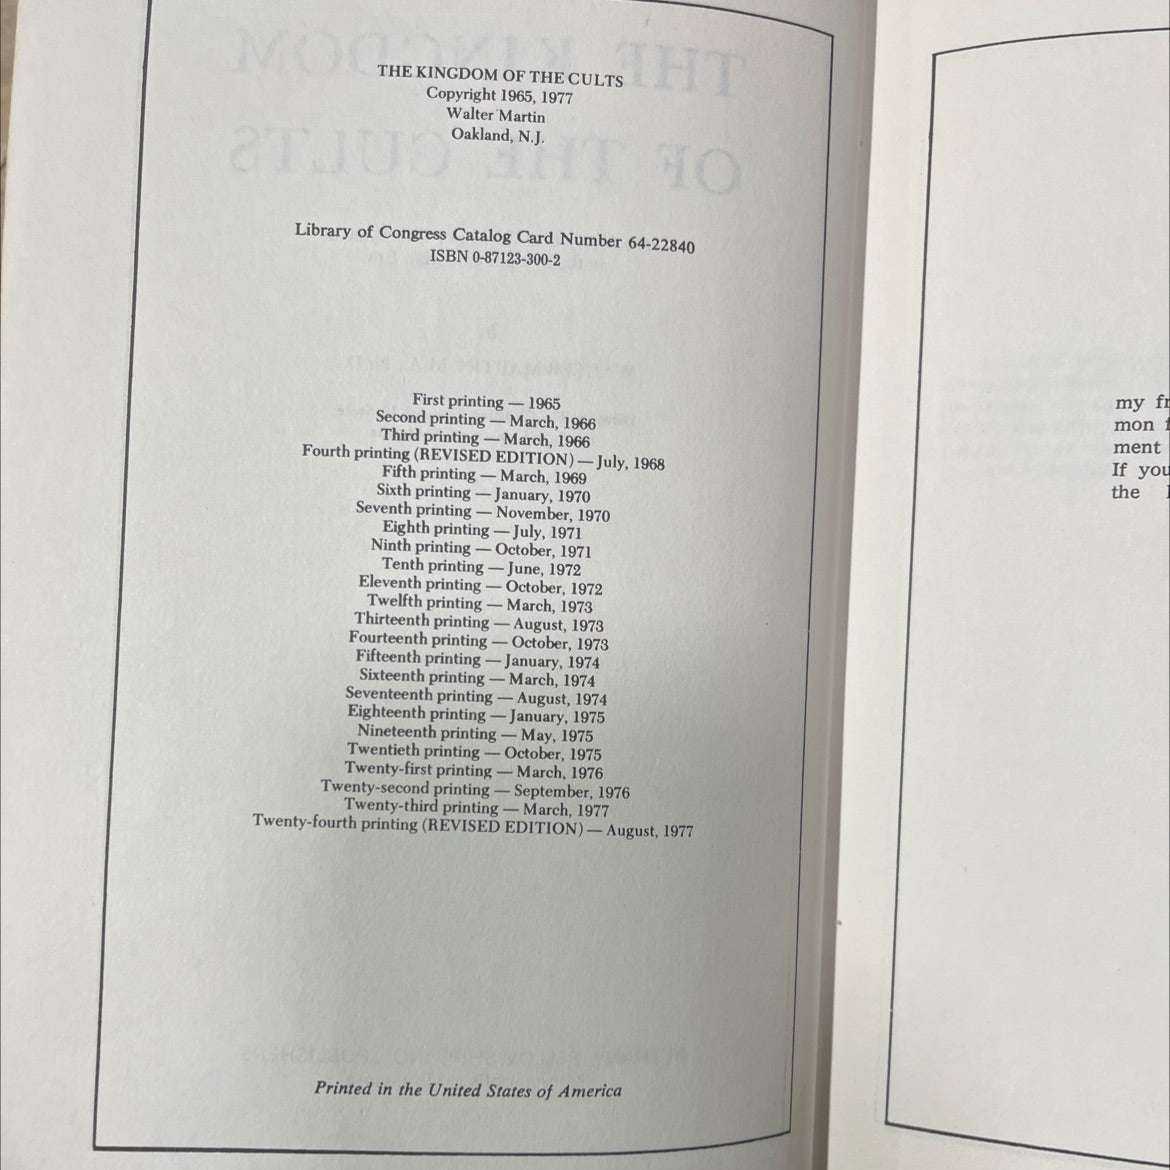 THE KINGDOM OF THE CULTS
Copyright 1965, 1977
Walter Martin
Oakland, N.J.
Library of Congress Catalog Card Number 64-22840
ISBN 0-87123-300-2
First printing — 1965
Second printing — March, 1966
Third printing — March, 1966
Fourth printing (REVISED EDITION) — July, 1968
Fifth printing — March, 1969
Sixth printing — January, 1970
Seventh printing — November, 1970
Eighth printing — July, 1971
Ninth printing — October, 1971
Tenth printing — June, 1972
Eleventh printing — October, 1972
Twelfth printing — March, 1973
Thirteenth printing — August, 1973
Fourteenth printing — October, 1973
Fifteenth printing — January, 1974
Sixteenth printing — March, 1974
Seventeenth printing — August, 1974
Eighteenth printing — January, 1975
Nineteenth printing — May, 1975
Twentieth printing — October, 1975
Twenty-first printing — March, 1976
Twenty-second printing — September, 1976
Twenty-third printing — March, 1977
Twenty-fourth printing (REVISED EDITION) — August, 1977
Printed in the United States of America
my
mon
ment
If you
the